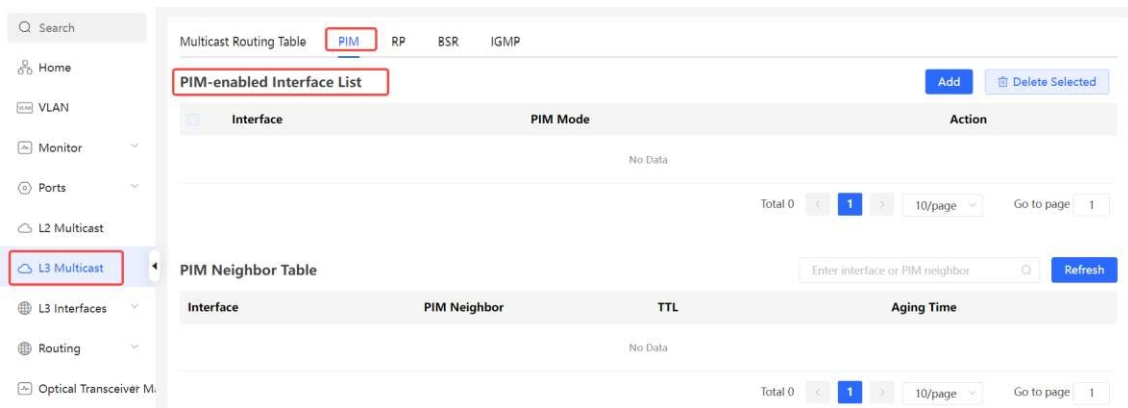 Search
Home
VLAN
Monitor
Ports
L2 Multicast
L3 Multicast
L3 Interfaces
Routing
Optical Transceiver Ma
Multicast Routing Table PIM RP BSR IGMP
PIM-enabled Interface List Add Delete Selected
Interface PIM Mode Action
No Data
Total 0 < 1 > 10/page Go to page 1
PIM Neighbor Table Enter interface or PIM neighbor Refresh
Interface PIM Neighbor TTL Aging Time
No Data
Total 0 < 1 > 10/page Go to page 1